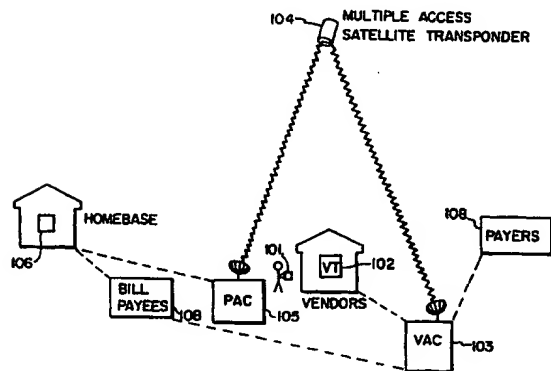 104
MULTIPLE ACCESS
SATELLITE TRANSPONDER
HOMEBASE
106
BILL
PAYEES
108
PAC
105
101
VT
102
VENDORS
108
PAYERS
VAC
103